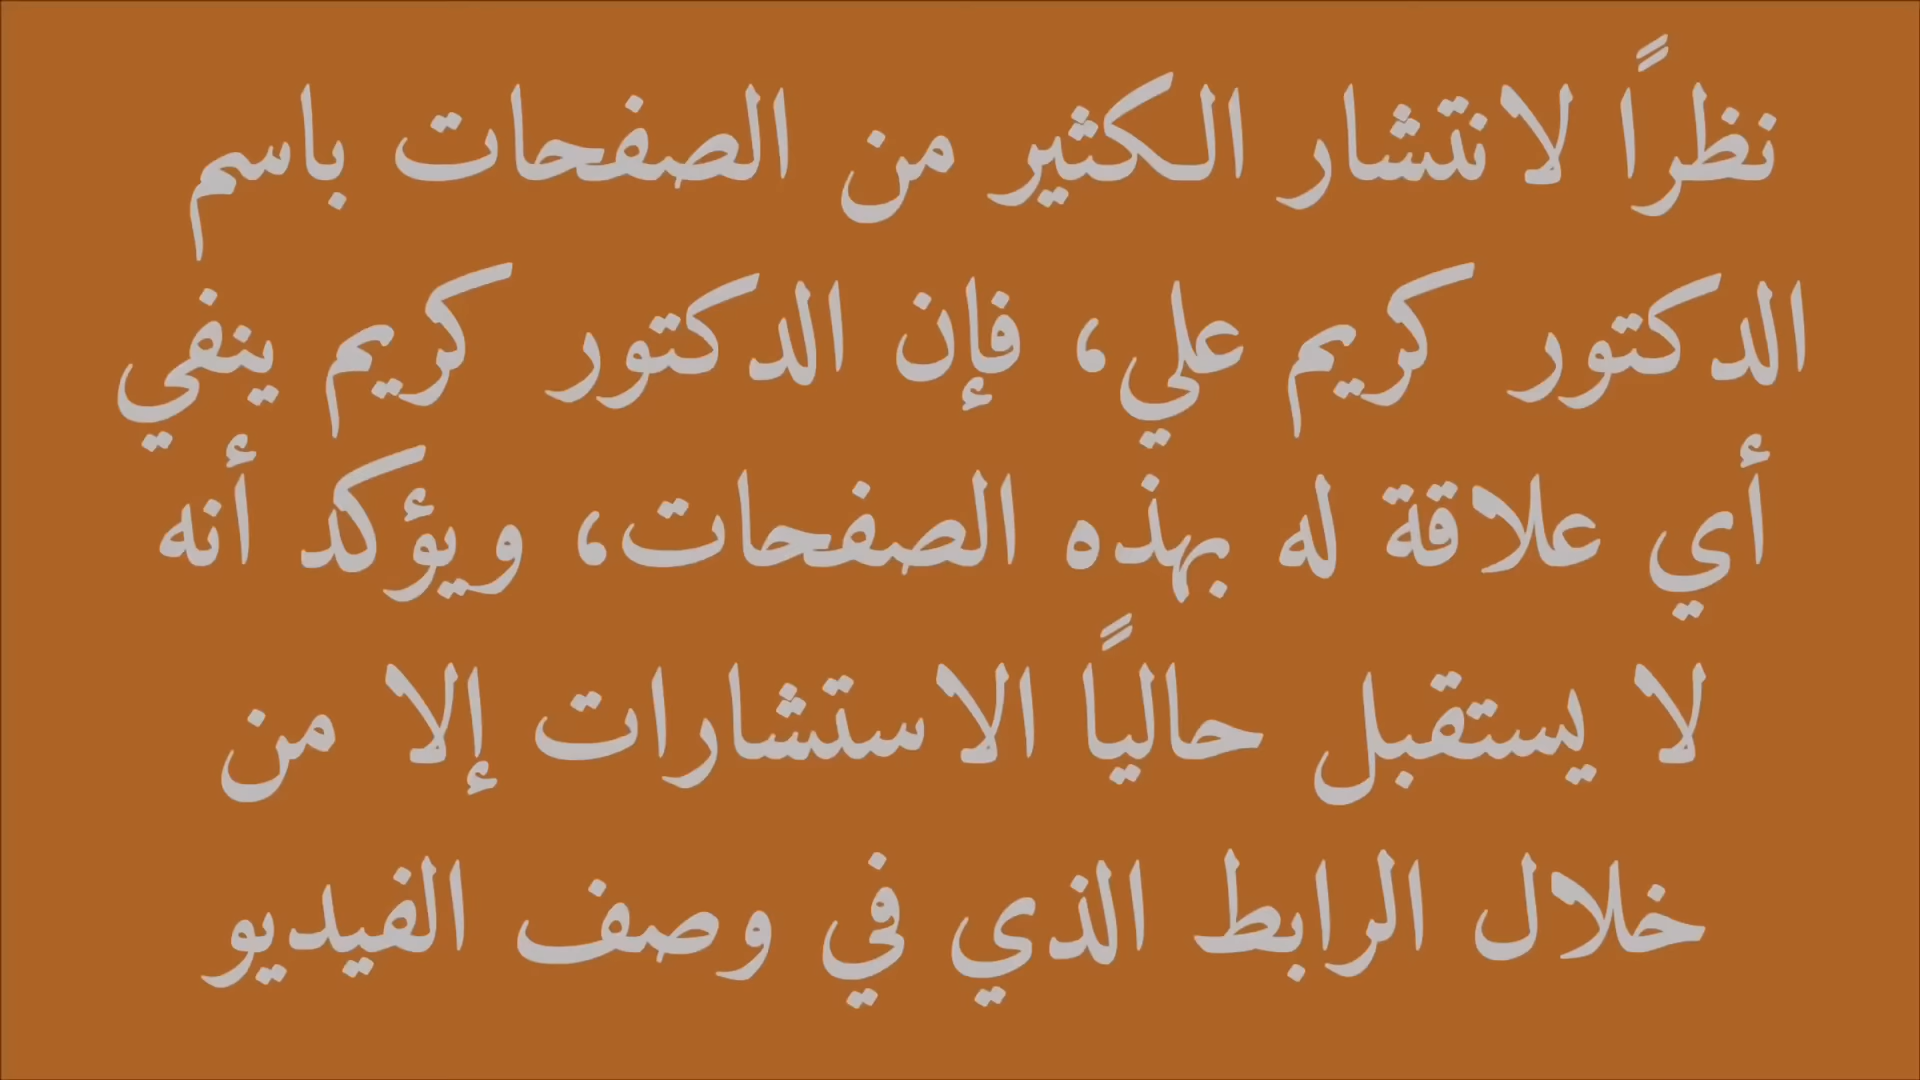 نظراً لانتشار الكثير من الصفحات باسم
الدكتور كريم علي، فإن الدكتور كريم ينفي
أي علاقة له بهذه الصفحات، ويؤكد أنه
لا يستقبل حالياً الاستشارات إلا من
خلال الرابط الذي في وصف الفيديو